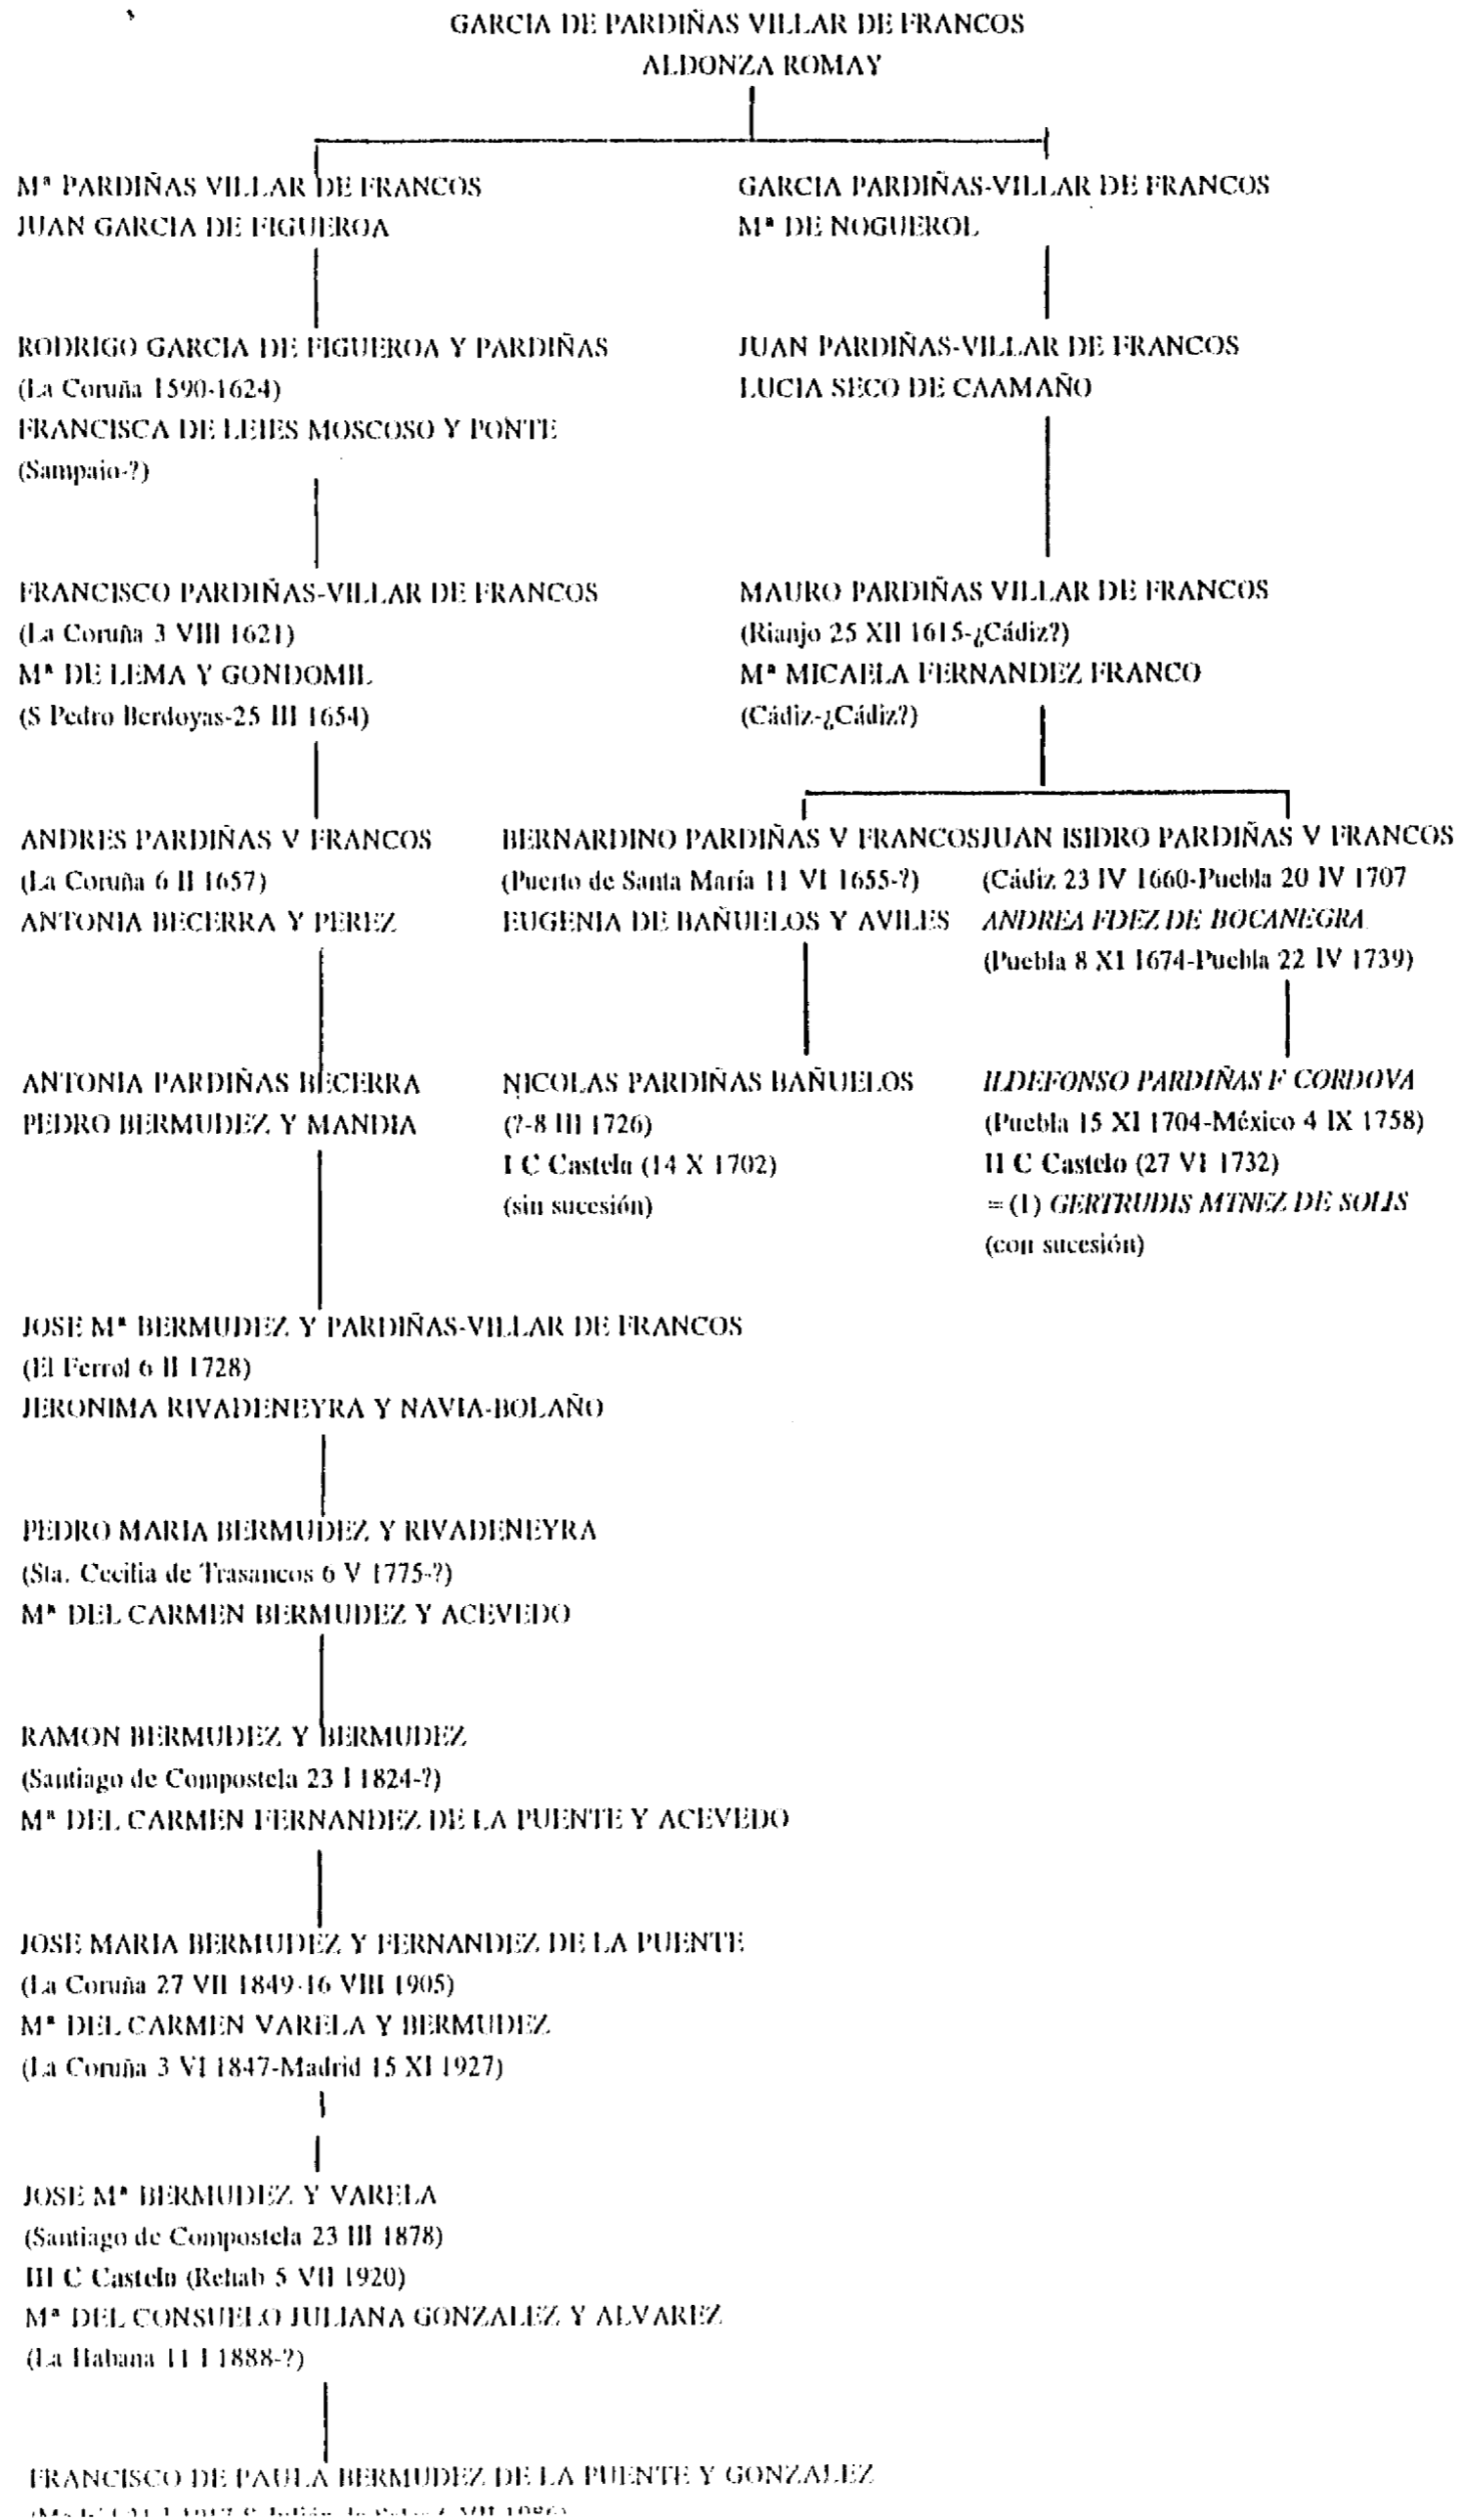 GARCIA DE PARDIÑAS VILLAR DE FRANCOS
ALDONZA ROMAY
Mª PARDIÑAS VILLAR DE FRANCOS
JUAN GARCIA DE FIGUEROA
GARCIA PARDIÑAS-VILLAR DE FRANCOS
Mª DE NOGUEROL
RODRIGO GARCIA DE FIGUEROA Y PARDIÑAS
(La Coruña 1590-1624)
FRANCISCA DE LEIES MOSCOSO Y PONTE
(Sampaio-?)
JUAN PARDIÑAS-VILLAR DE FRANCOS
LUCIA SECO DE CAAMAÑO
FRANCISCO PARDIÑAS-VILLAR DE FRANCOS
(La Coruña 3 VIII 1621)
Mª DE LEMA Y GONDOMIL
(S Pedro Berdoyas-25 III 1654)
MAURO PARDIÑAS VILLAR DE FRANCOS
(Rianjo 25 XII 1615-¿Cádiz?)
Mª MICAELA FERNANDEZ FRANCO
(Cádiz-¿Cádiz?)
ANDRES PARDIÑAS V FRANCOS
(La Coruña 6 II 1657)
ANTONIA BECERRA Y PEREZ
BERNARDINO PARDIÑAS V FRANCOS
(Puerto de Santa María 11 VI 1655-?)
EUGENIA DE BAÑUELOS Y AVILES
JUAN ISIDRO PARDIÑAS V FRANCOS
(Cádiz 23 IV 1660-Puebla 20 IV 1707
ANDREA FDEZ DE BOCANEGRA
(Puebla 8 XI 1674-Puebla 22 IV 1739)
ANTONIA PARDIÑAS BECERRA
PEDRO BERMUDEZ Y MANDIA
NICOLAS PARDIÑAS BAÑUELOS
(?-8 III 1726)
I C Castela (14 X 1702)
(sin sucesión)
ILDEFONSO PARDIÑAS F CORDOVA
(Puebla 15 XI 1704-México 4 IX 1758)
II C Castelo (27 VI 1732)
= (1) GERTRUDIS MTNEZ DE SOLIS
(con sucesión)
JOSE Mª BERMUDEZ Y PARDIÑAS-VILLAR DE FRANCOS
(El Ferrol 6 II 1728)
JERONIMA RIVADENEYRA Y NAVIA-BOLAÑO
PEDRO MARIA BERMUDEZ Y RIVADENEYRA
(Sta. Cecilia de Trasancos 6 V 1775-?)
Mª DEL CARMEN BERMUDEZ Y ACEVEDO
RAMON BERMUDEZ Y BERMUDEZ
(Santiago de Compostela 23 I 1824-?)
Mª DEL CARMEN FERNANDEZ DE LA PUENTE Y ACEVEDO
JOSE MARIA BERMUDEZ Y FERNANDEZ DE LA PUENTE
(La Coruña 27 VII 1849-16 VIII 1905)
Mª DEL CARMEN VARELA Y BERMUDEZ
(La Coruña 3 VI 1847-Madrid 15 XI 1927)
JOSE Mª BERMUDEZ Y VARELA
(Santiago de Compostela 23 III 1878)
III C Castelo (Rehab 5 VII 1920)
Mª DEL CONSUELO JULIANA GONZALEZ Y ALVAREZ
(La Habana 11 I 1888-?)
FRANCISCO DE PAULA BERMUDEZ DE LA PUENTE Y GONZALEZ